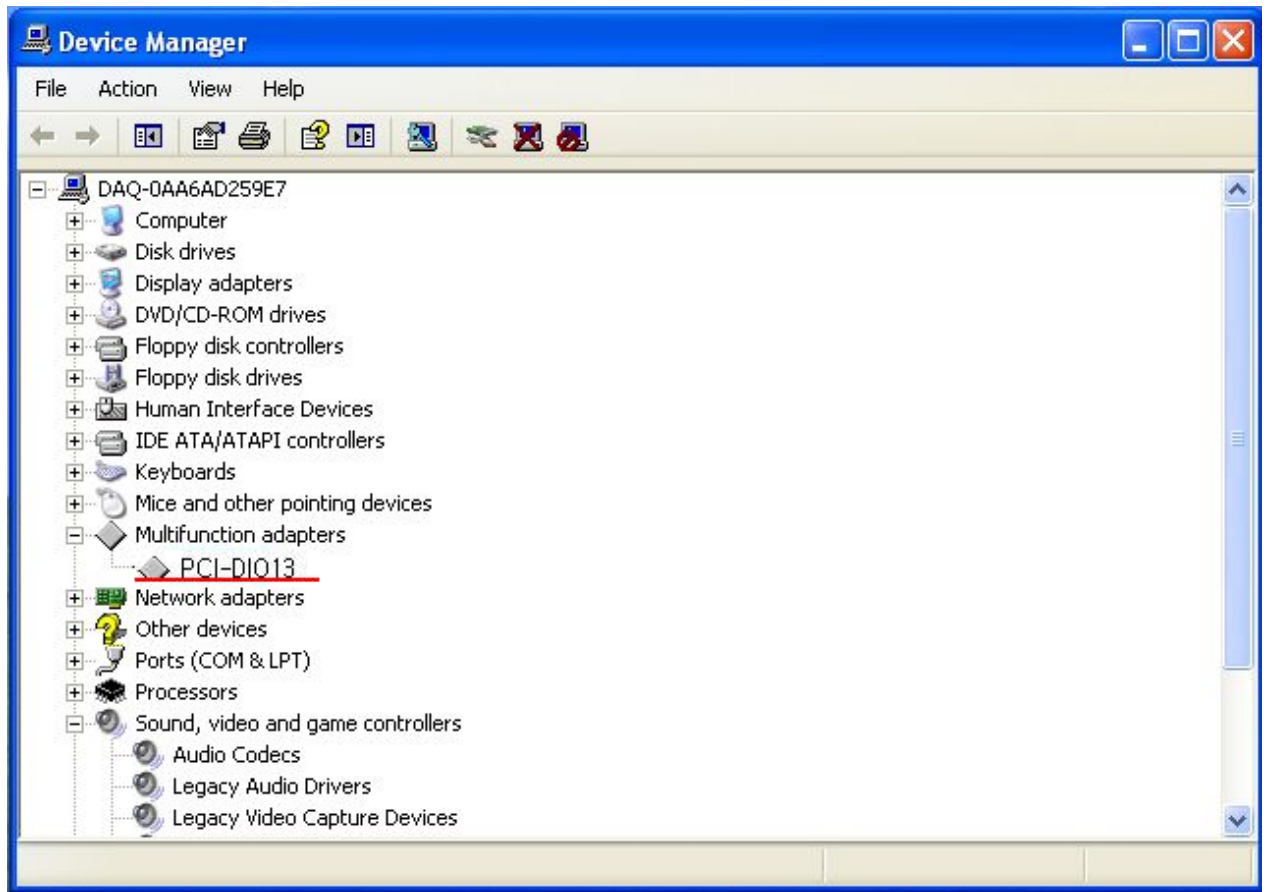 Device Manager
File Action View Help
DAQ-0AA6AD259E7
Computer
Disk drives
Display adapters
DVD/CD-ROM drives
Floppy disk controllers
Floppy disk drives
Human Interface Devices
IDE ATA/ATAPI controllers
Keyboards
Mice and other pointing devices
Multifunction adapters
PCI-DIO13
Network adapters
Other devices
Ports (COM & LPT)
Processors
Sound, video and game controllers
Audio Codecs
Legacy Audio Drivers
Legacy Video Capture Devices